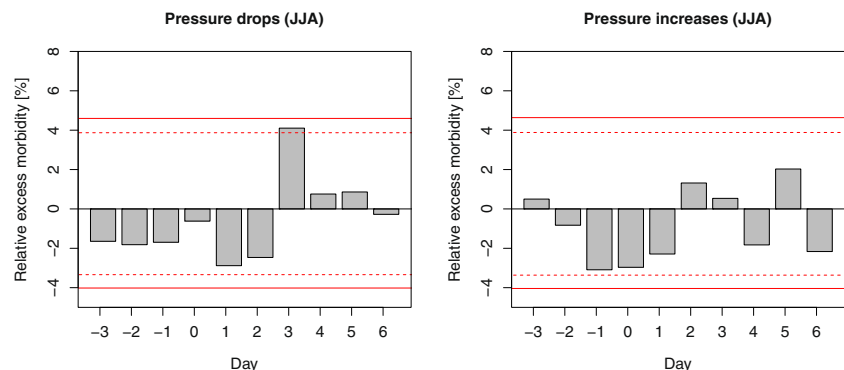 Pressure drops (JJA)
Relative excess morbidity [%]
8
6
4
2
0
−2
−4
−3 −2 −1 0 1 2 3 4 5 6
Day
Pressure increases (JJA)
Relative excess morbidity [%]
8
6
4
2
0
−2
−4
−3 −2 −1 0 1 2 3 4 5 6
Day